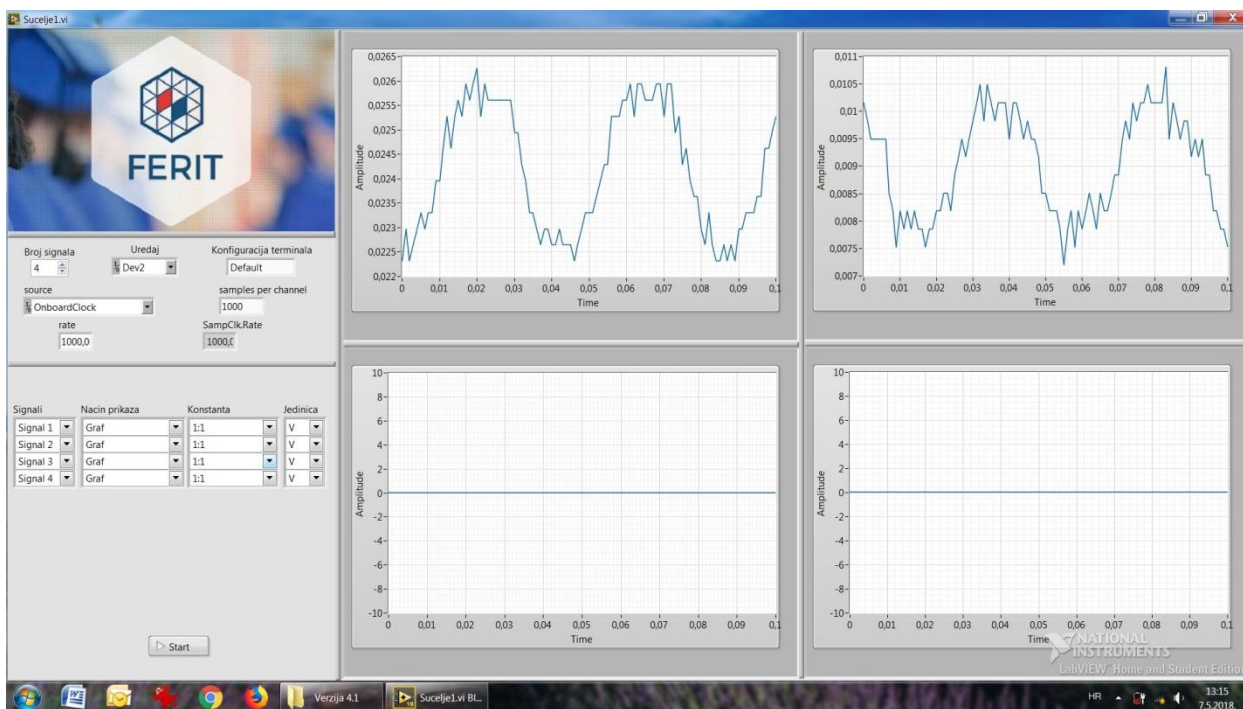 Sucelje1.vi
FERIT
Broj signala
Uredaj
Konfiguracija terminala
4
Dev2
Default
source
samples per channel
OnboardClock
1000
rate
SampClk.Rate
1000,0
1000,0
Signali
Nacin prikaza
Konstanta
Jedinica
Signal 1 Graf 1:1 V
Signal 2 Graf 1:1 V
Signal 3 Graf 1:1 V
Signal 4 Graf 1:1 V
Start
0,0265
0,026
0,0255
0,025
0,0245
0,024
0,0235
0,023
0,0225
0,022
Amplitude
0 0,01 0,02 0,03 0,04 0,05 0,06 0,07 0,08 0,09 0,1
Time
0,011
0,0105
0,01
0,0095
0,009
0,0085
0,008
0,0075
0,007
Amplitude
0 0,01 0,02 0,03 0,04 0,05 0,06 0,07 0,08 0,09 0,1
Time
10
8
6
4
2
0
-2
-4
-6
-8
-10
Amplitude
0 0,01 0,02 0,03 0,04 0,05 0,06 0,07 0,08 0,09 0,1
Time
10
8
6
4
2
0
-2
-4
-6
-8
-10
Amplitude
0 0,01 0,02 0,03 0,04 0,05 0,06 0,07 0,08 0,09 0,1
Time
NATIONAL
INSTRUMENTS
LabVIEW™ Home and Student Edition
Verzija 4.1
Sucelje1.vi Bl...
HR
13:15
7.5.2018.